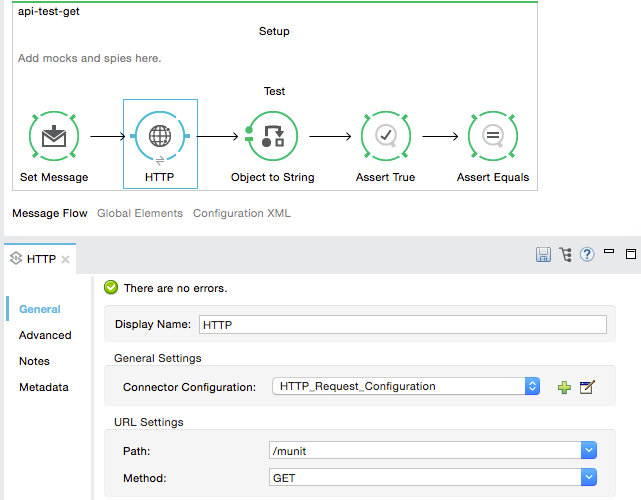 api-test-get
Setup
Add mocks and spies here.
Test
Set Message HTTP Object to String Assert True Assert Equals
Message Flow Global Elements Configuration XML
HTTP
General
Advanced
Notes
Metadata
There are no errors.
Display Name: HTTP
General Settings
Connector Configuration: HTTP_Request_Configuration
URL Settings
Path: /munit
Method: GET